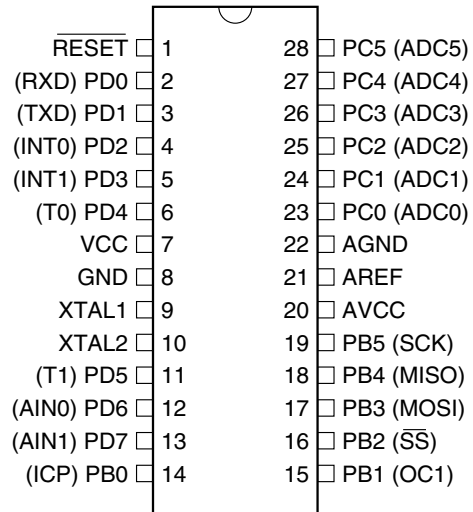 RESET 1 28 PC5 (ADC5)
(RXD) PD0 2 27 PC4 (ADC4)
(TXD) PD1 3 26 PC3 (ADC3)
(INT0) PD2 4 25 PC2 (ADC2)
(INT1) PD3 5 24 PC1 (ADC1)
(T0) PD4 6 23 PC0 (ADC0)
VCC 7 22 AGND
GND 8 21 AREF
XTAL1 9 20 AVCC
XTAL2 10 19 PB5 (SCK)
(T1) PD5 11 18 PB4 (MISO)
(AIN0) PD6 12 17 PB3 (MOSI)
(AIN1) PD7 13 16 PB2 (SS)
(ICP) PB0 14 15 PB1 (OC1)